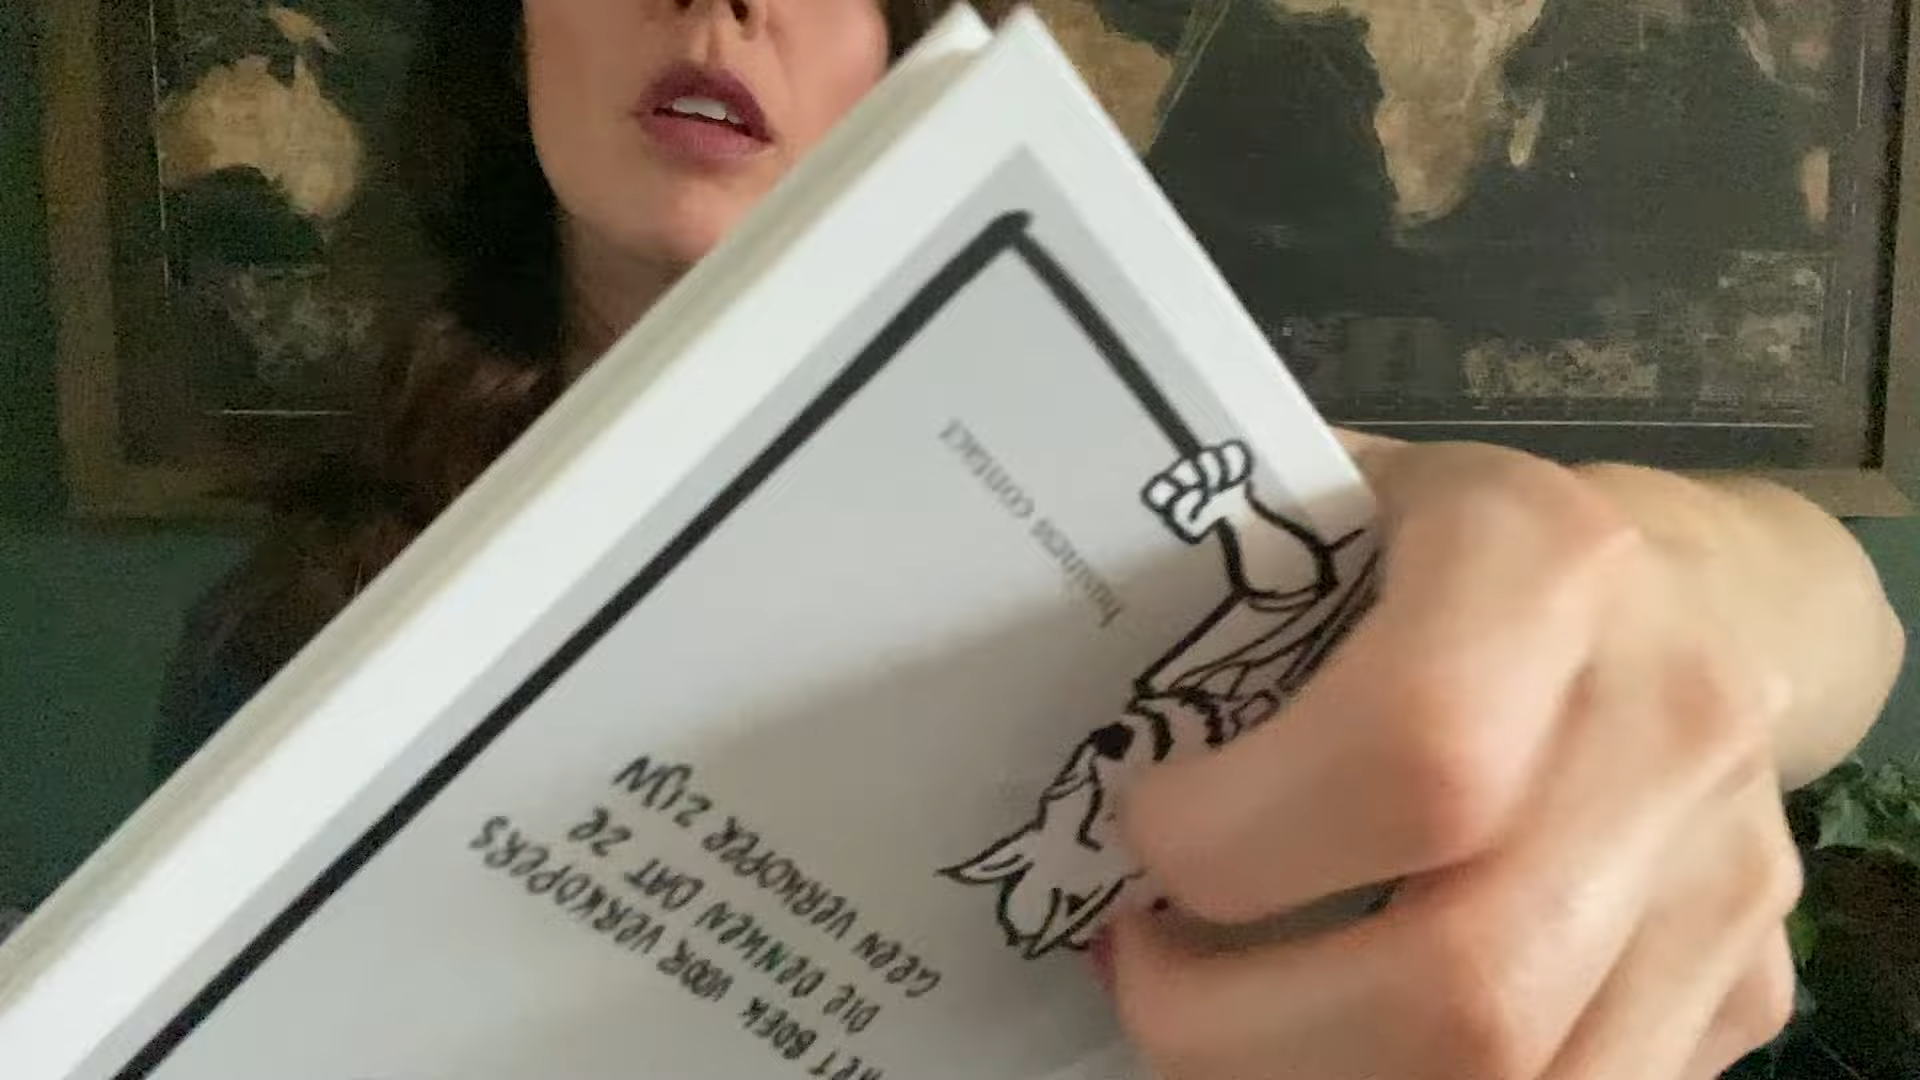 HET BOEK VOOR VERKOPERS
DIE DENKEN DAT ZE
GEEN VERKOPER ZIJN
business contact